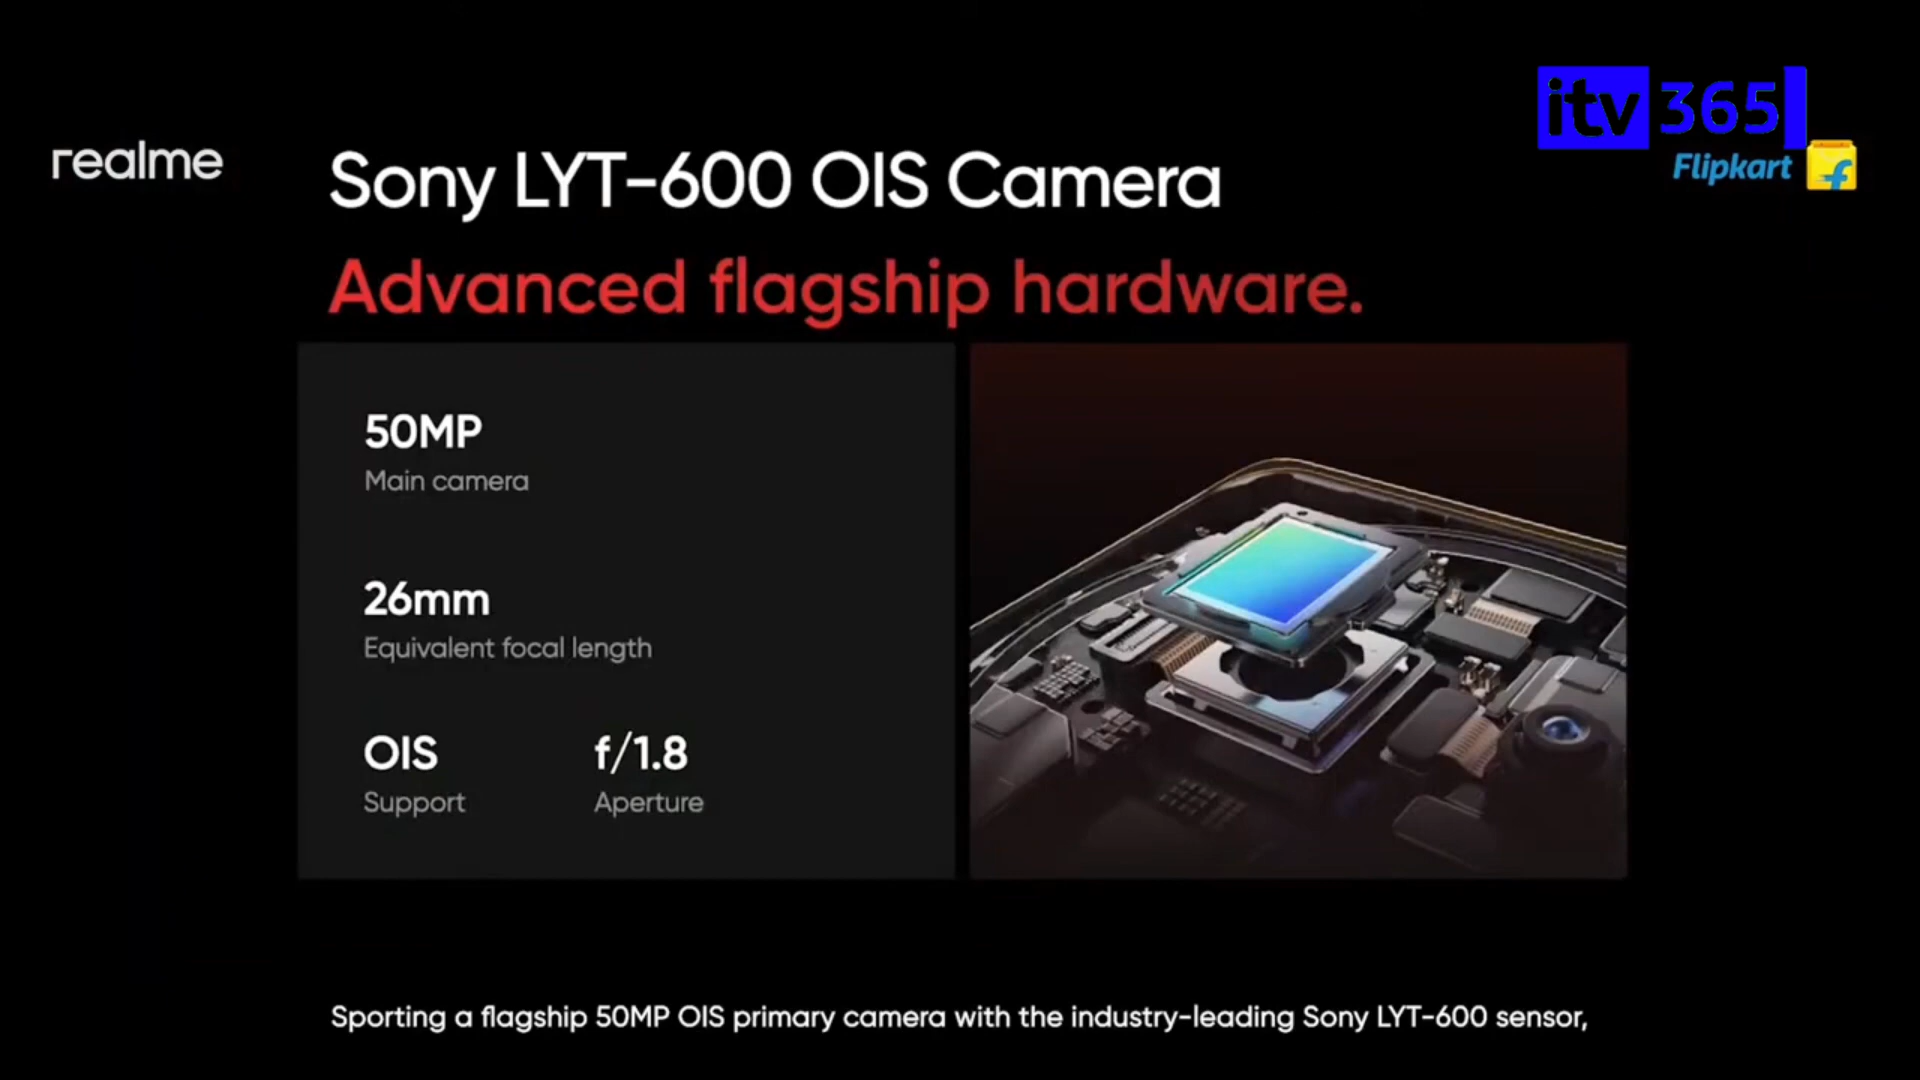 itv 365
Flipkart
realme
Sony LYT-600 OIS Camera
Advanced flagship hardware.
50MP
Main camera
26mm
Equivalent focal length
OIS
Support
f/1.8
Aperture
Sporting a flagship 50MP OIS primary camera with the industry-leading Sony LYT-600 sensor,